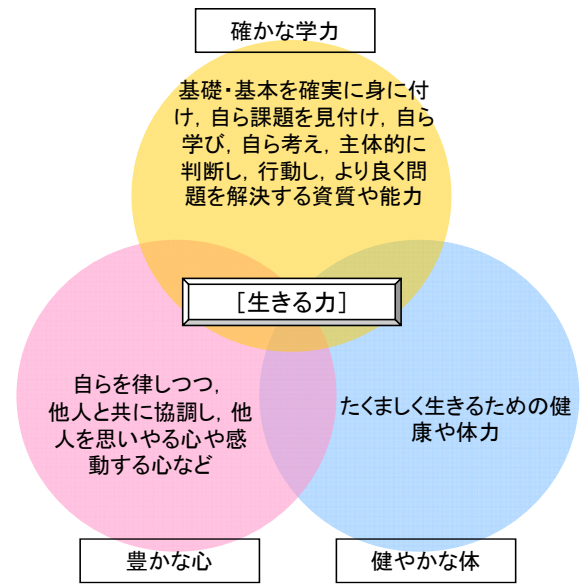 確かな学力
基礎・基本を確実に身に付
け，自ら課題を見付け，自ら
学び，自ら考え，主体的に
判断し，行動し，より良く問
題を解決する資質や能力
［生きる力］
自らを律しつつ，
他人と共に協調し，他
人を思いやる心や感
動する心など
たくましく生きるための健
康や体力
豊かな心
健やかな体